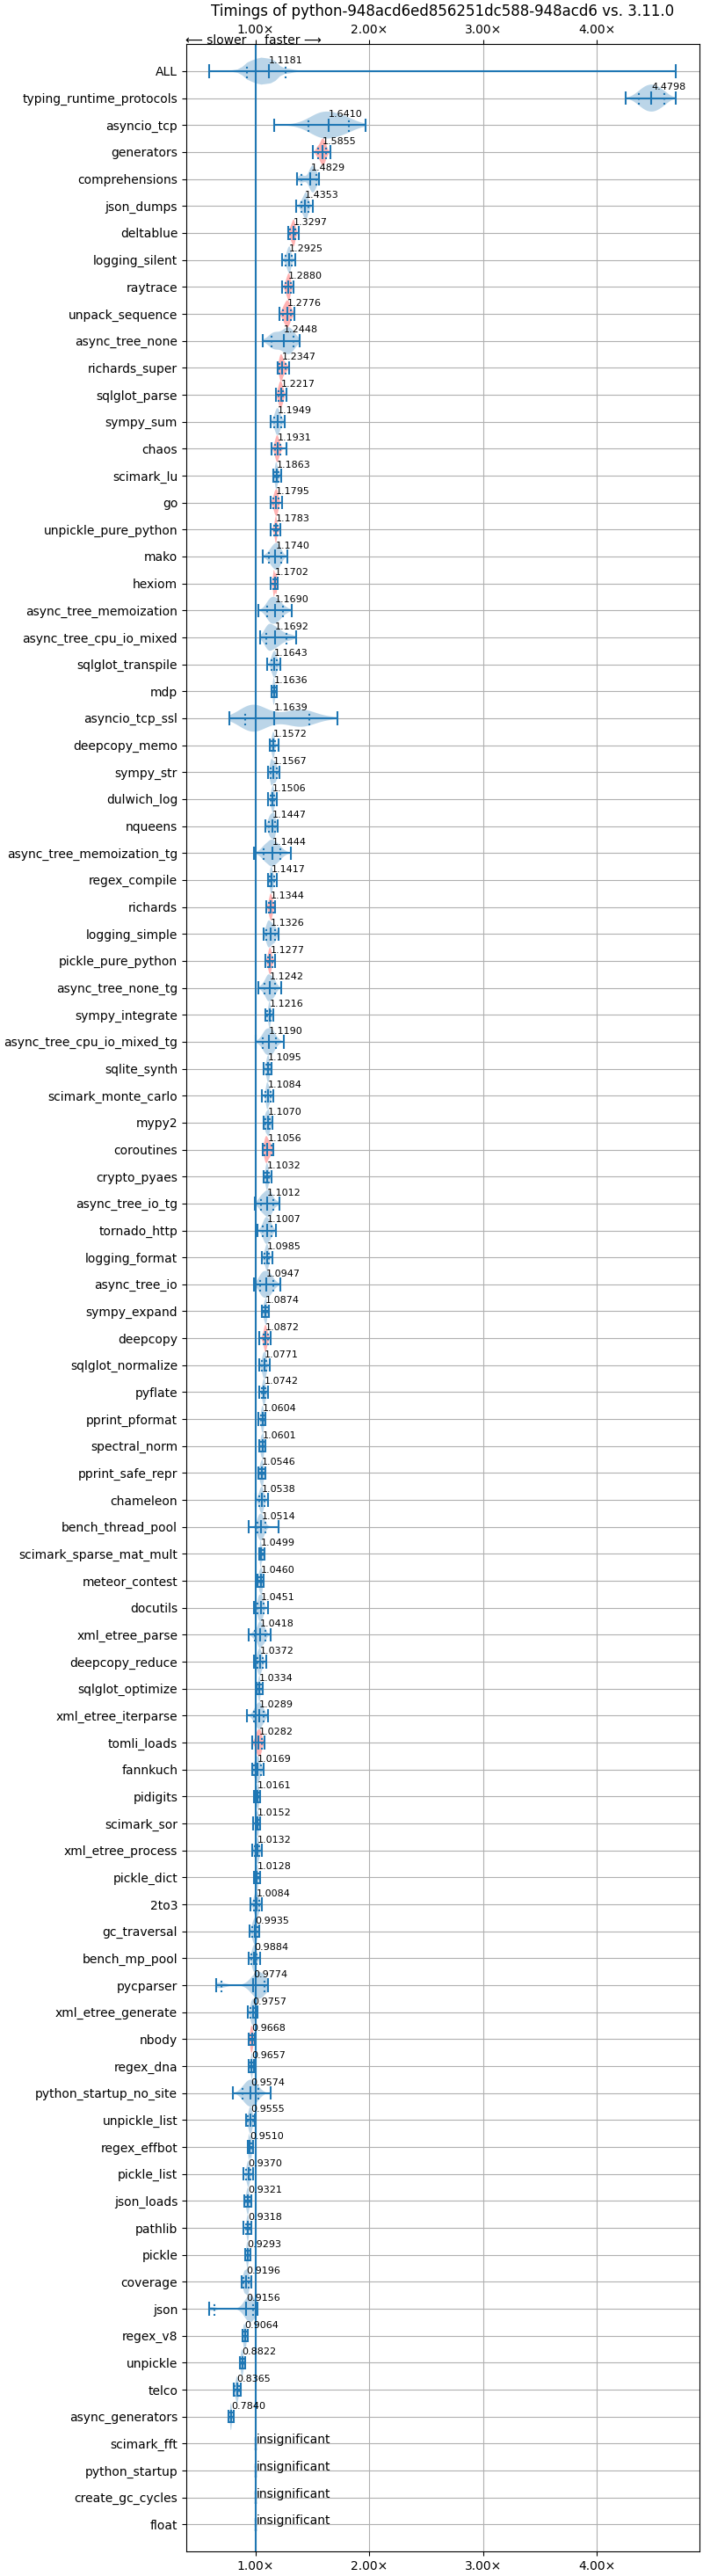 Timings of python-948acd6ed856251dc588-948acd6 vs. 3.11.0
1.00× 2.00× 3.00× 4.00×
⟵ slower faster ⟶
ALL 1.1181
typing_runtime_protocols 4.4798
asyncio_tcp 1.6410
generators 1.5855
comprehensions 1.4829
json_dumps 1.4353
deltablue 1.3297
logging_silent 1.2925
raytrace 1.2880
unpack_sequence 1.2776
async_tree_none 1.2448
richards_super 1.2347
sqlglot_parse 1.2217
sympy_sum 1.1949
chaos 1.1931
scimark_lu 1.1863
go 1.1795
unpickle_pure_python 1.1783
mako 1.1740
hexiom 1.1702
async_tree_memoization 1.1690
async_tree_cpu_io_mixed 1.1692
sqlglot_transpile 1.1643
mdp 1.1636
asyncio_tcp_ssl 1.1639
deepcopy_memo 1.1572
sympy_str 1.1567
dulwich_log 1.1506
nqueens 1.1447
async_tree_memoization_tg 1.1444
regex_compile 1.1417
richards 1.1344
logging_simple 1.1326
pickle_pure_python 1.1277
async_tree_none_tg 1.1242
sympy_integrate 1.1216
async_tree_cpu_io_mixed_tg 1.1190
sqlite_synth 1.1095
scimark_monte_carlo 1.1084
mypy2 1.1070
coroutines 1.1056
crypto_pyaes 1.1032
async_tree_io_tg 1.1012
tornado_http 1.1007
logging_format 1.0985
async_tree_io 1.0947
sympy_expand 1.0874
deepcopy 1.0872
sqlglot_normalize 1.0771
pyflate 1.0742
pprint_pformat 1.0604
spectral_norm 1.0601
pprint_safe_repr 1.0546
chameleon 1.0538
bench_thread_pool 1.0514
scimark_sparse_mat_mult 1.0499
meteor_contest 1.0460
docutils 1.0451
xml_etree_parse 1.0418
deepcopy_reduce 1.0372
sqlglot_optimize 1.0334
xml_etree_iterparse 1.0289
tomli_loads 1.0282
fannkuch 1.0169
pidigits 1.0161
scimark_sor 1.0152
xml_etree_process 1.0132
pickle_dict 1.0128
2to3 1.0084
gc_traversal 0.9935
bench_mp_pool 0.9884
pycparser 0.9774
xml_etree_generate 0.9757
nbody 0.9668
regex_dna 0.9657
python_startup_no_site 0.9574
unpickle_list 0.9555
regex_effbot 0.9510
pickle_list 0.9370
json_loads 0.9321
pathlib 0.9318
pickle 0.9293
coverage 0.9196
json 0.9156
regex_v8 0.9064
unpickle 0.8822
telco 0.8365
async_generators 0.7840
scimark_fft insignificant
python_startup insignificant
create_gc_cycles insignificant
float insignificant
1.00× 2.00× 3.00× 4.00×